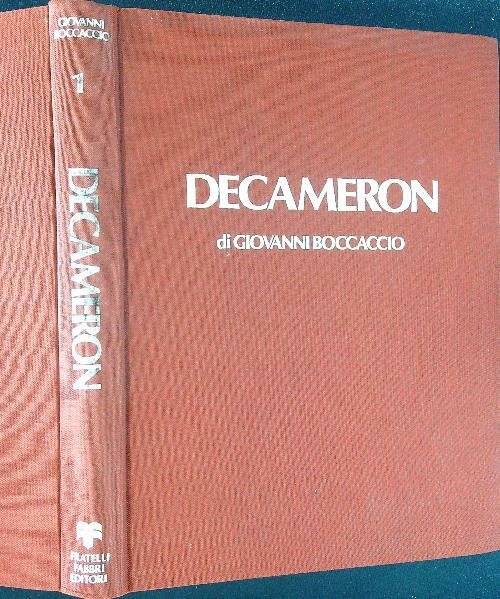 GIOVANNI
BOCCACCIO
1
DECAMERON
FRATELLI
FABBRI
EDITORI
DECAMERON
di GIOVANNI BOCCACCIO